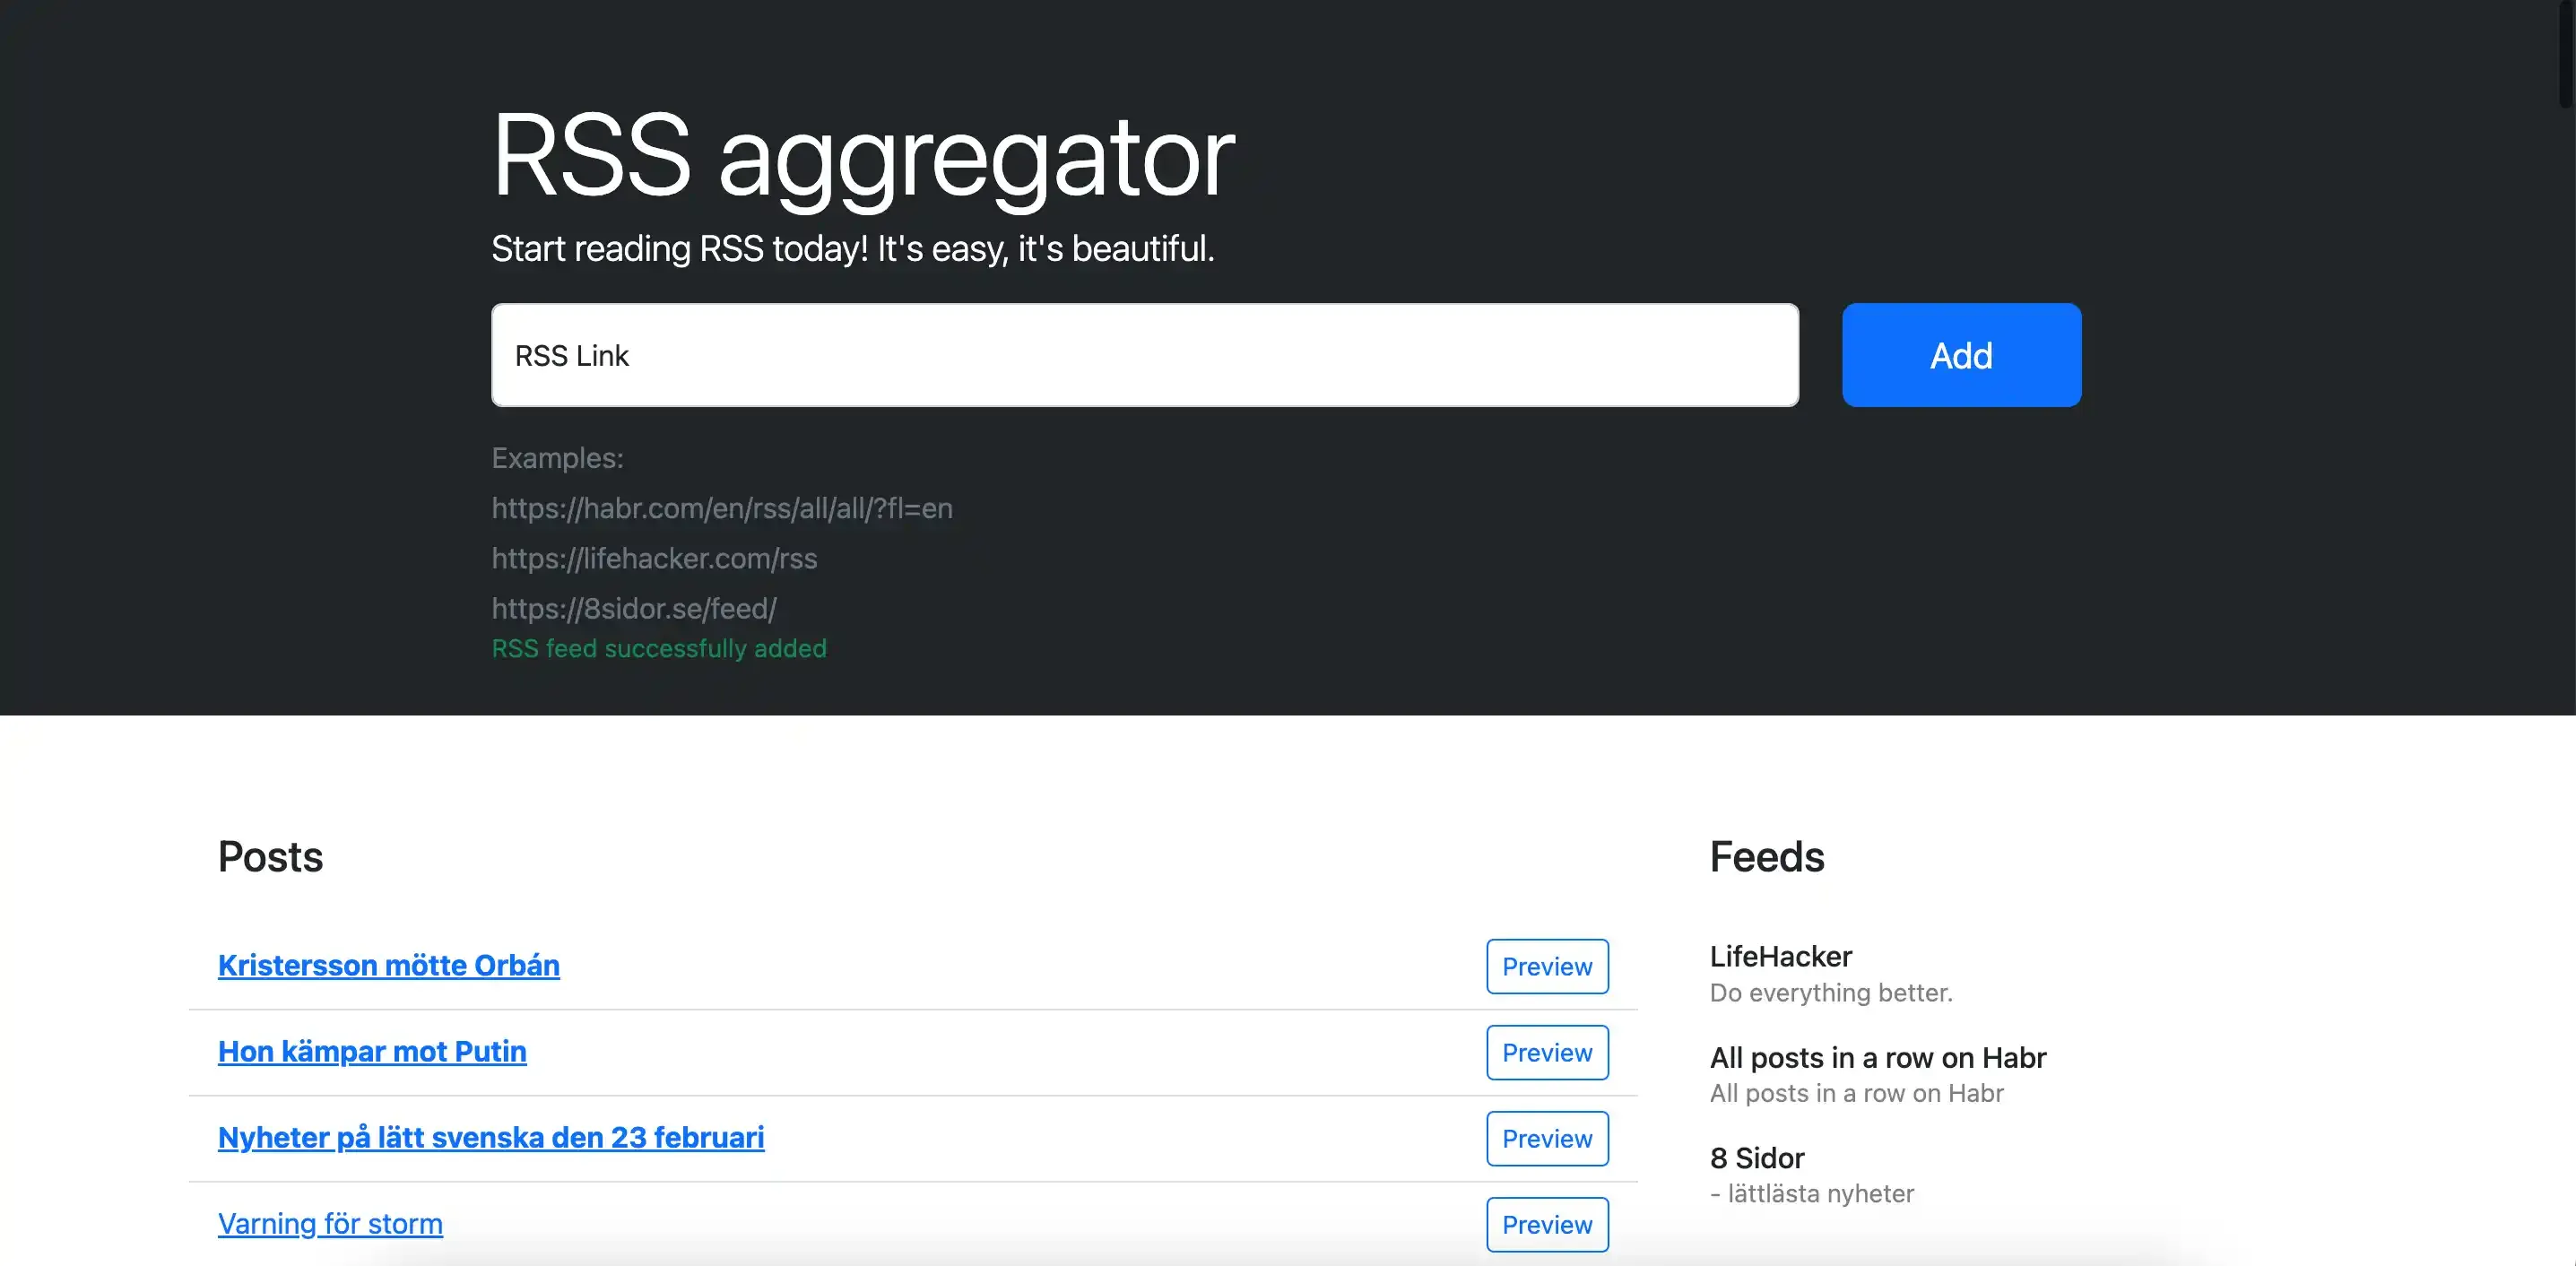 RSS aggregator
Start reading RSS today! It's easy, it's beautiful.
RSS Link
Add
Examples:
https://habr.com/en/rss/all/all/?fl=en
https://lifehacker.com/rss
https://8sidor.se/feed/
RSS feed successfully added
Posts
Kristersson mötte Orbán
Preview
Hon kämpar mot Putin
Preview
Nyheter på lätt svenska den 23 februari
Preview
Varning för storm
Preview
Feeds
LifeHacker
Do everything better.
All posts in a row on Habr
All posts in a row on Habr
8 Sidor
- lättlästa nyheter